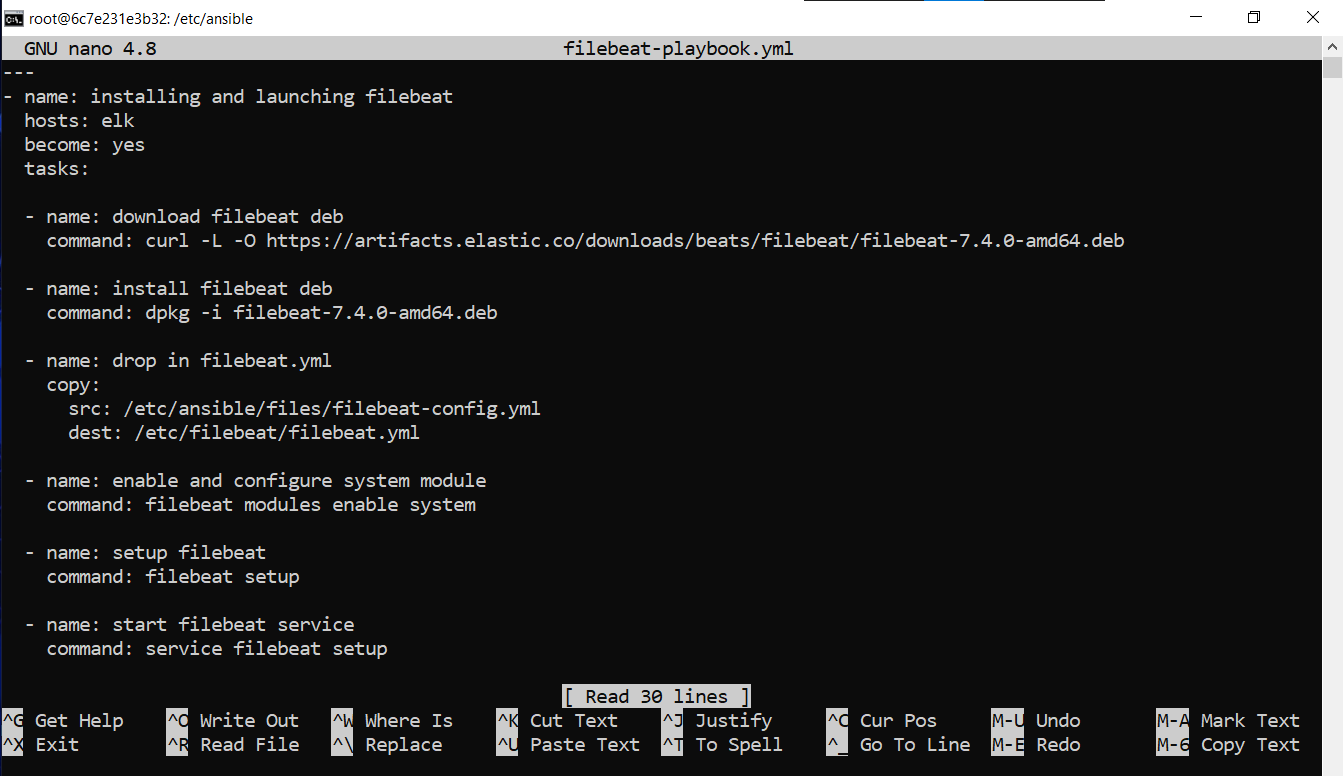 root@6c7e231e3b32: /etc/ansible
GNU nano 4.8 filebeat-playbook.yml
---
- name: installing and launching filebeat
  hosts: elk
  become: yes
  tasks:

  - name: download filebeat deb
    command: curl -L -O https://artifacts.elastic.co/downloads/beats/filebeat/filebeat-7.4.0-amd64.deb

  - name: install filebeat deb
    command: dpkg -i filebeat-7.4.0-amd64.deb

  - name: drop in filebeat.yml
    copy:
      src: /etc/ansible/files/filebeat-config.yml
      dest: /etc/filebeat/filebeat.yml

  - name: enable and configure system module
    command: filebeat modules enable system

  - name: setup filebeat
    command: filebeat setup

  - name: start filebeat service
    command: service filebeat setup

[ Read 30 lines ]
^G Get Help ^O Write Out ^W Where Is ^K Cut Text ^J Justify ^C Cur Pos M-U Undo M-A Mark Text
^X Exit ^R Read File ^\ Replace ^U Paste Text ^T To Spell ^_ Go To Line M-E Redo M-6 Copy Text